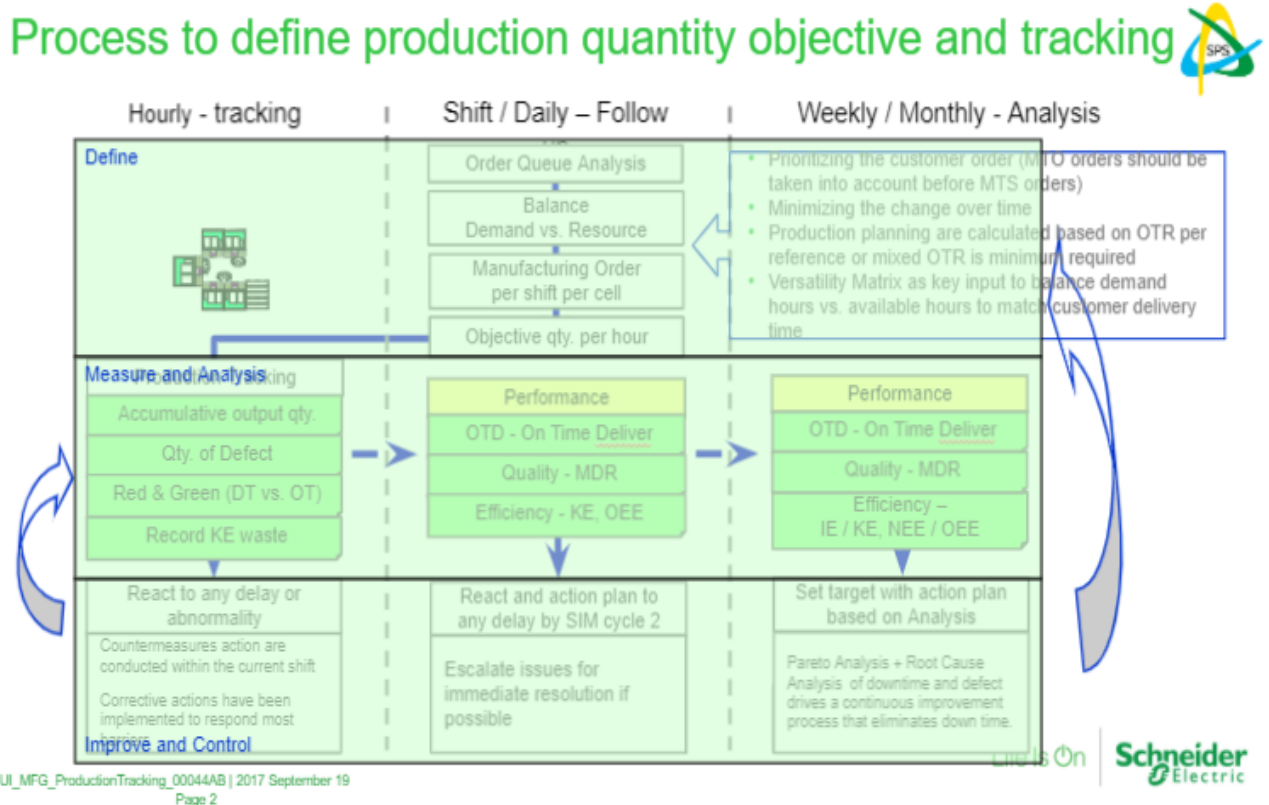 Process to define production quantity objective and tracking
SPS
Hourly - tracking
Shift / Daily – Follow
Weekly / Monthly - Analysis
Define
Order Queue Analysis
Balance
Demand vs. Resource
Manufacturing Order
per shift per cell
Objective qty. per hour
• Prioritizing the customer order (MTO orders should be
taken into account before MTS orders)
• Minimizing the change over time
• Production planning are calculated based on OTR per
reference or mixed OTR is minimum required
• Versatility Matrix as key input to balance demand
hours vs. available hours to match customer delivery
time
Measure and Analysis
Production Tracking
Accumulative output qty.
Qty. of Defect
Red & Green (DT vs. OT)
Record KE waste
Performance
OTD - On Time Deliver
Quality - MDR
Efficiency - KE, OEE
Performance
OTD - On Time Deliver
Quality - MDR
Efficiency –
IE / KE, NEE / OEE
React to any delay or
abnormality
Countermeasures action are
conducted within the current shift
Corrective actions have been
implemented to respond most
barriers
React and action plan to
any delay by SIM cycle 2
Escalate issues for
immediate resolution if
possible
Set target with action plan
based on Analysis
Pareto Analysis + Root Cause
Analysis of downtime and defect
drives a continuous improvement
process that eliminates down time.
Improve and Control
Life Is On
Schneider
Electric
UI_MFG_ProductionTracking_00044AB | 2017 September 19
Page 2